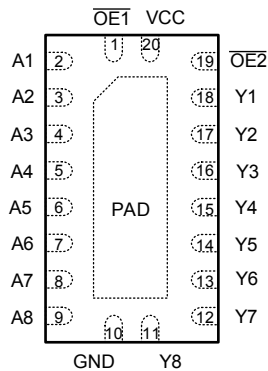 O̅E̅1̅ VCC
1 20
A1 2 19 O̅E̅2̅
A2 3 18 Y1
A3 4 17 Y2
A4 5 16 Y3
A5 6 PAD 15 Y4
A6 7 14 Y5
A7 8 13 Y6
A8 9 12 Y7
10 11
GND Y8